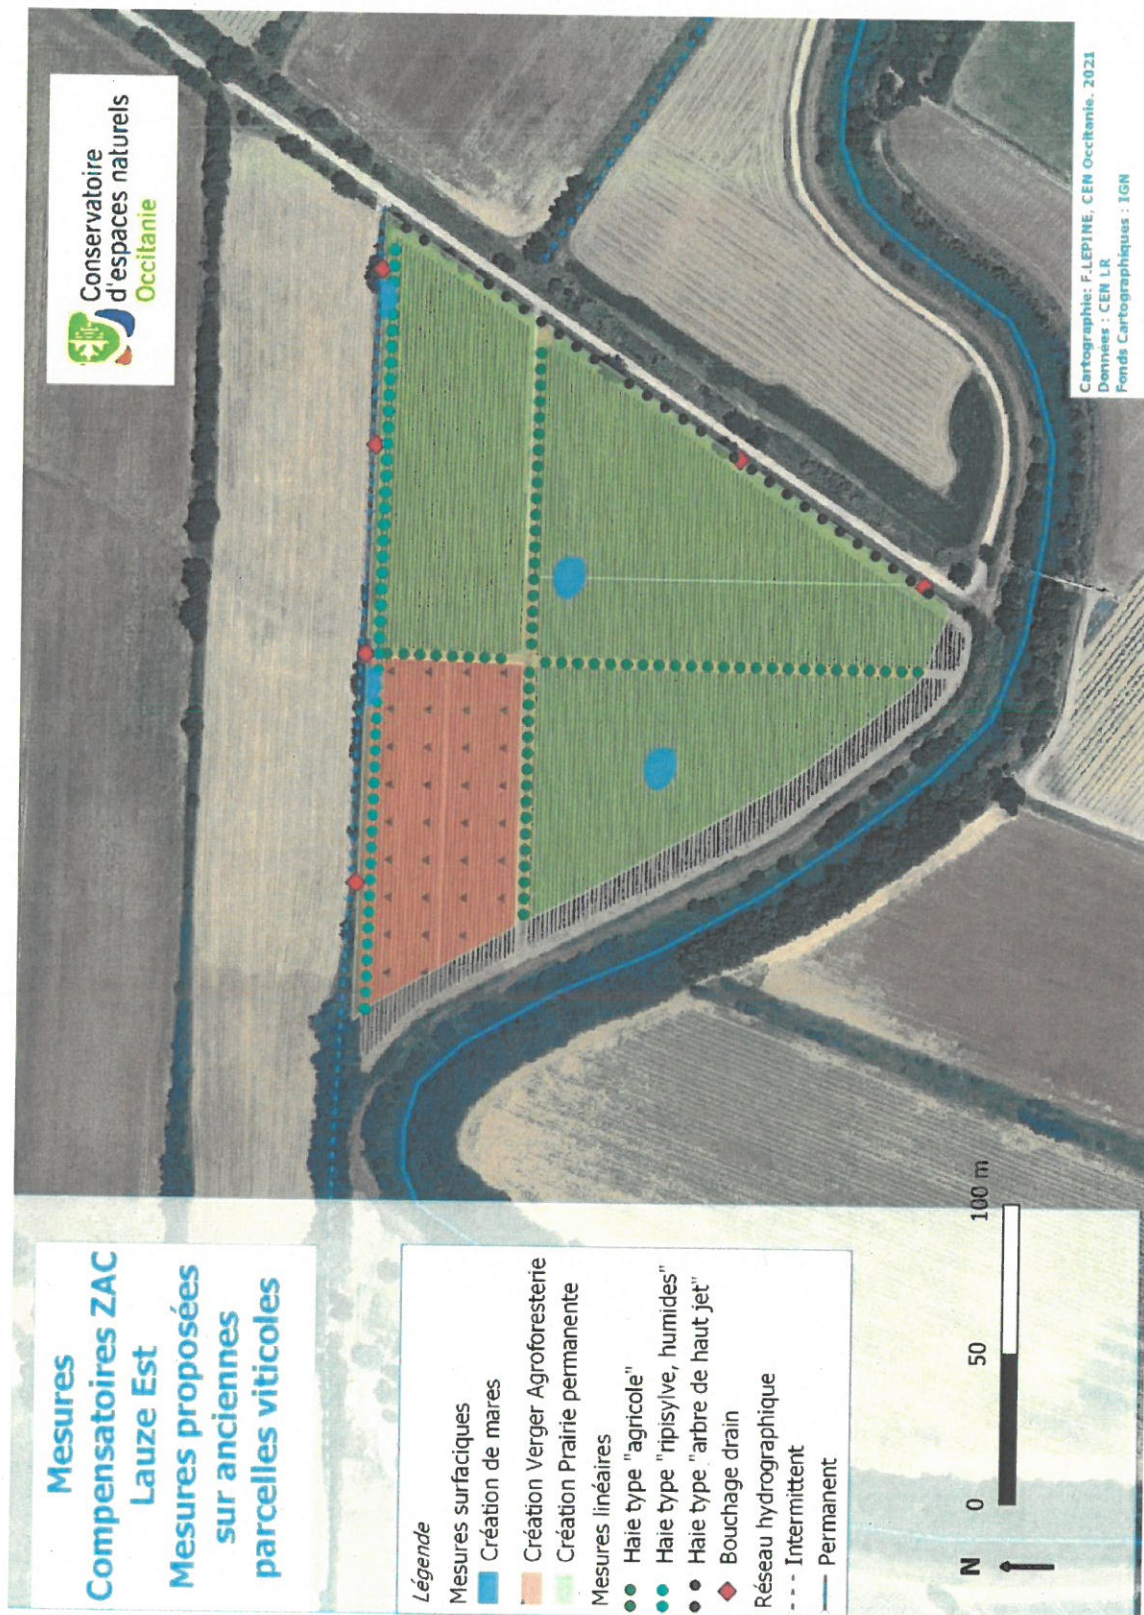 Mesures
Compensatoires ZAC
Lauze Est
Mesures proposées
sur anciennes
parcelles viticoles
Conservatoire
d'espaces naturels
Occitanie
Légende
Mesures surfaciques
Création de mares
Création Verger Agroforesterie
Création Prairie permanente
Mesures linéaires
Haie type "agricole"
Haie type "ripisylve, humides"
Haie type "arbre de haut jet"
Bouchage drain
Réseau hydrographique
Intermittent
Permanent
N
0 50 100 m
Cartographie: F.LEPINE, CEN Occitanie. 2021
Données : CEN LR
Fonds Cartographiques : IGN